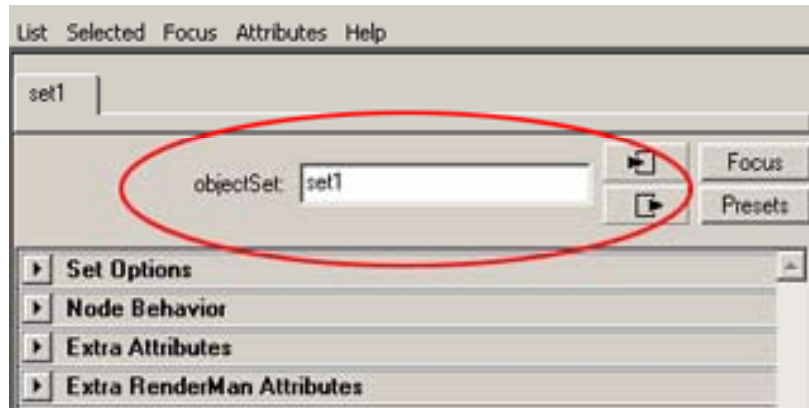 List Selected Focus Attributes Help
set1
objectSet: set1
Focus
Presets
Set Options
Node Behavior
Extra Attributes
Extra RenderMan Attributes